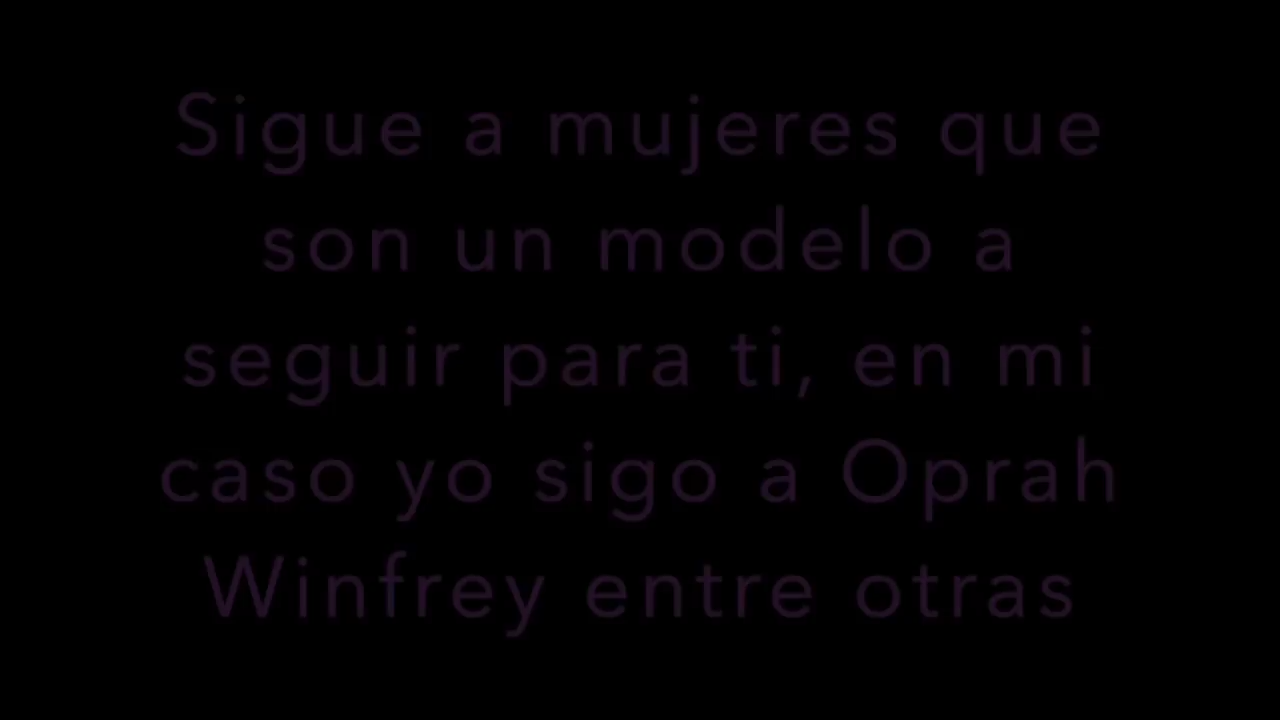 Sigue a mujeres que
son un modelo a
seguir para ti, en mi
caso yo sigo a Oprah
Winfrey entre otras